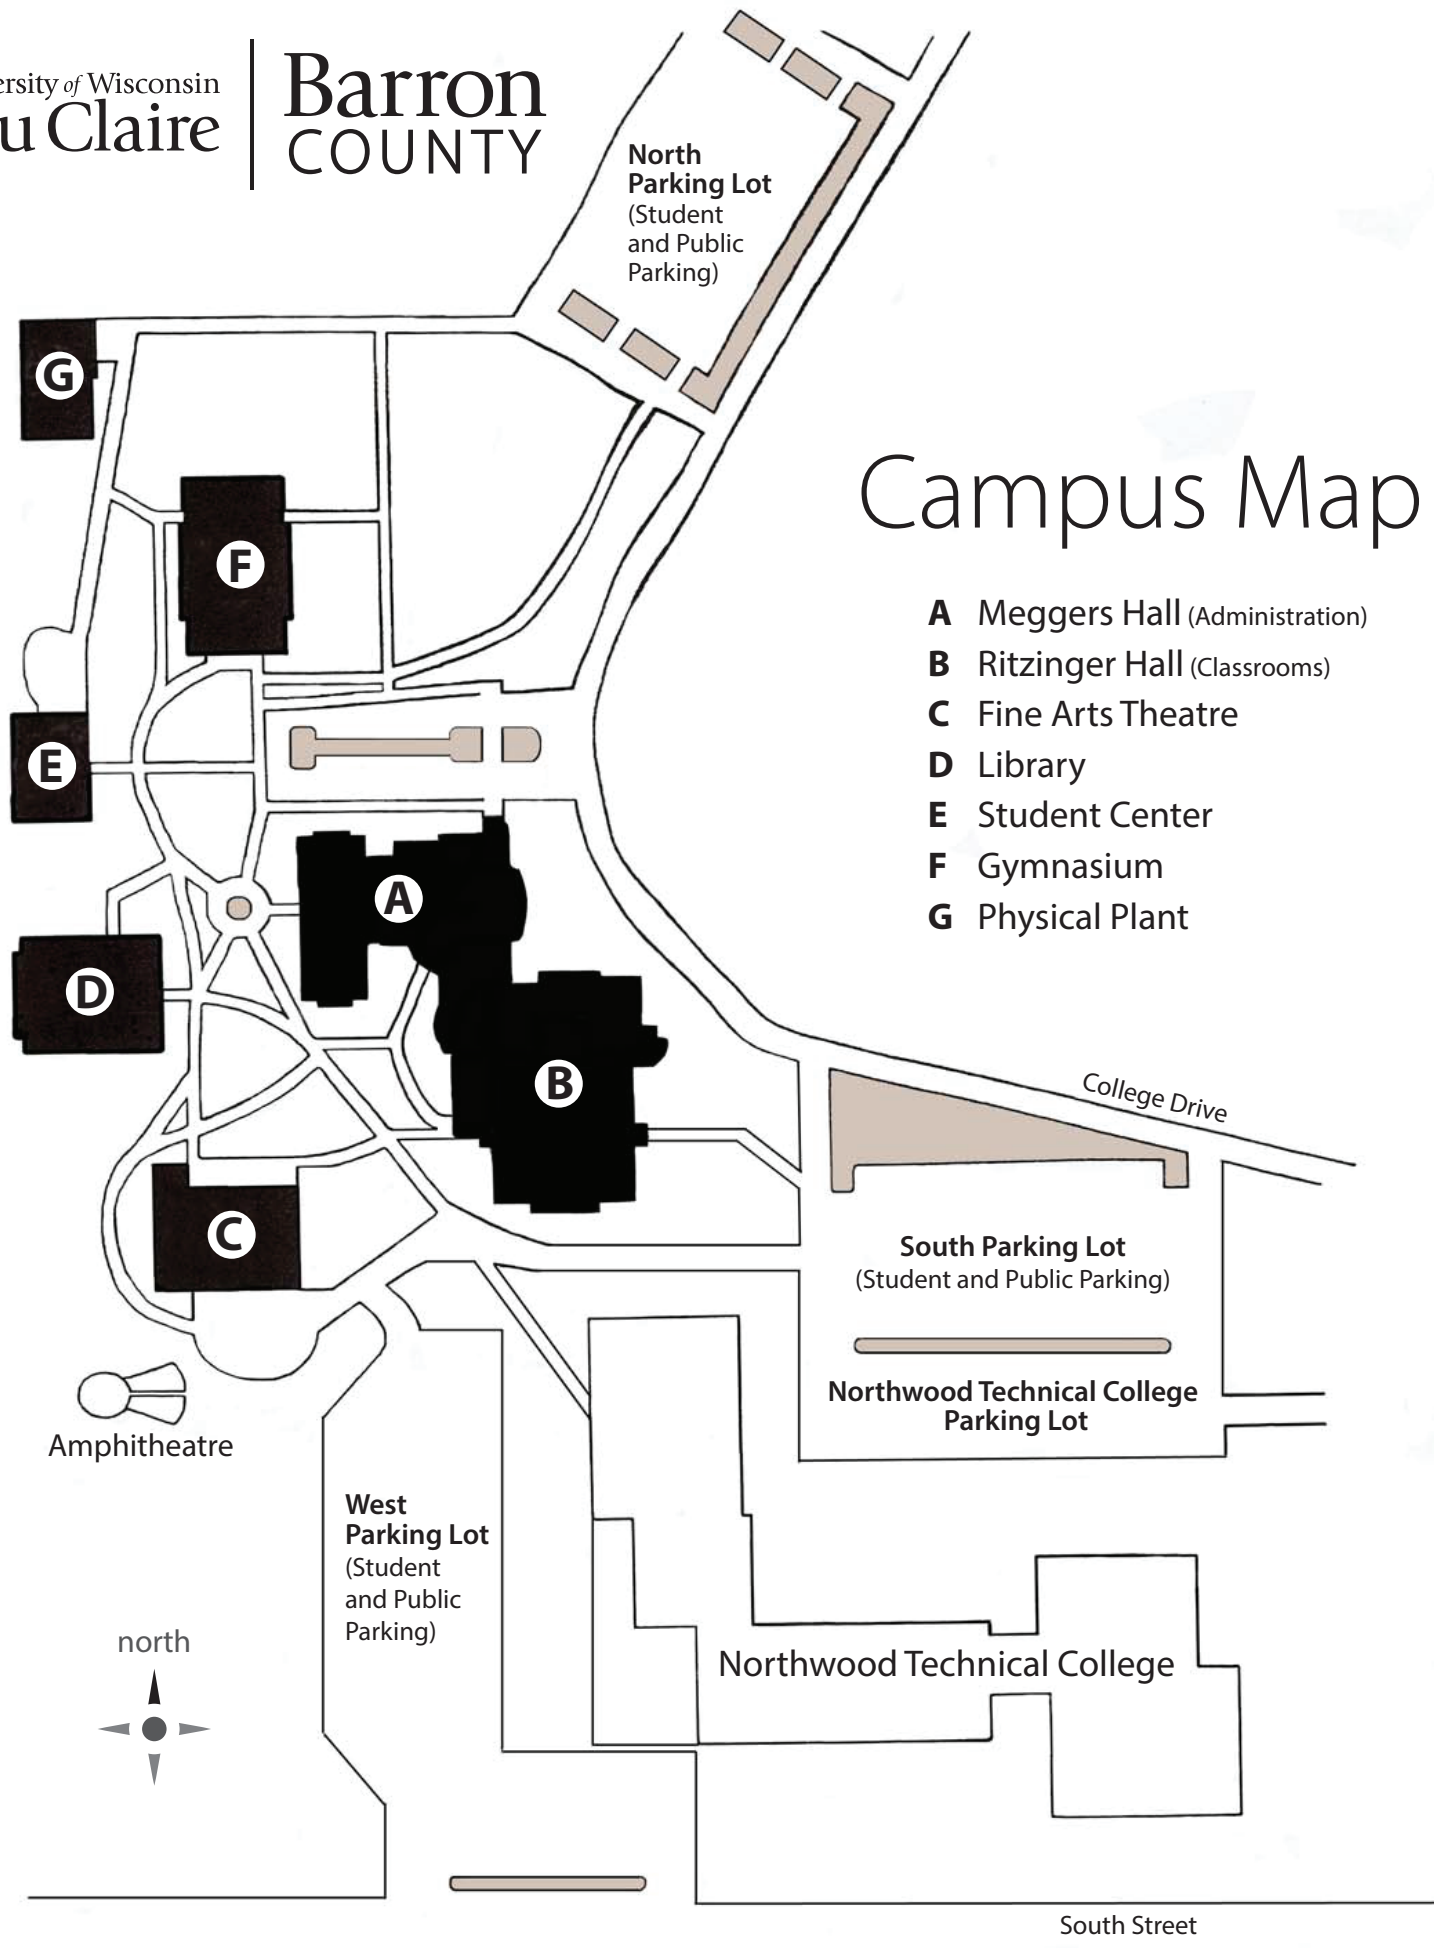 ersity of Wisconsin
u Claire
Barron
COUNTY
North
Parking Lot
(Student
and Public
Parking)
G
Campus Map
F
A Meggers Hall (Administration)
B Ritzinger Hall (Classrooms)
C Fine Arts Theatre
D Library
E Student Center
F Gymnasium
G Physical Plant
E
A
D
B
College Drive
C
South Parking Lot
(Student and Public Parking)
Northwood Technical College
Parking Lot
Amphitheatre
West
Parking Lot
(Student
and Public
Parking)
north
Northwood Technical College
South Street